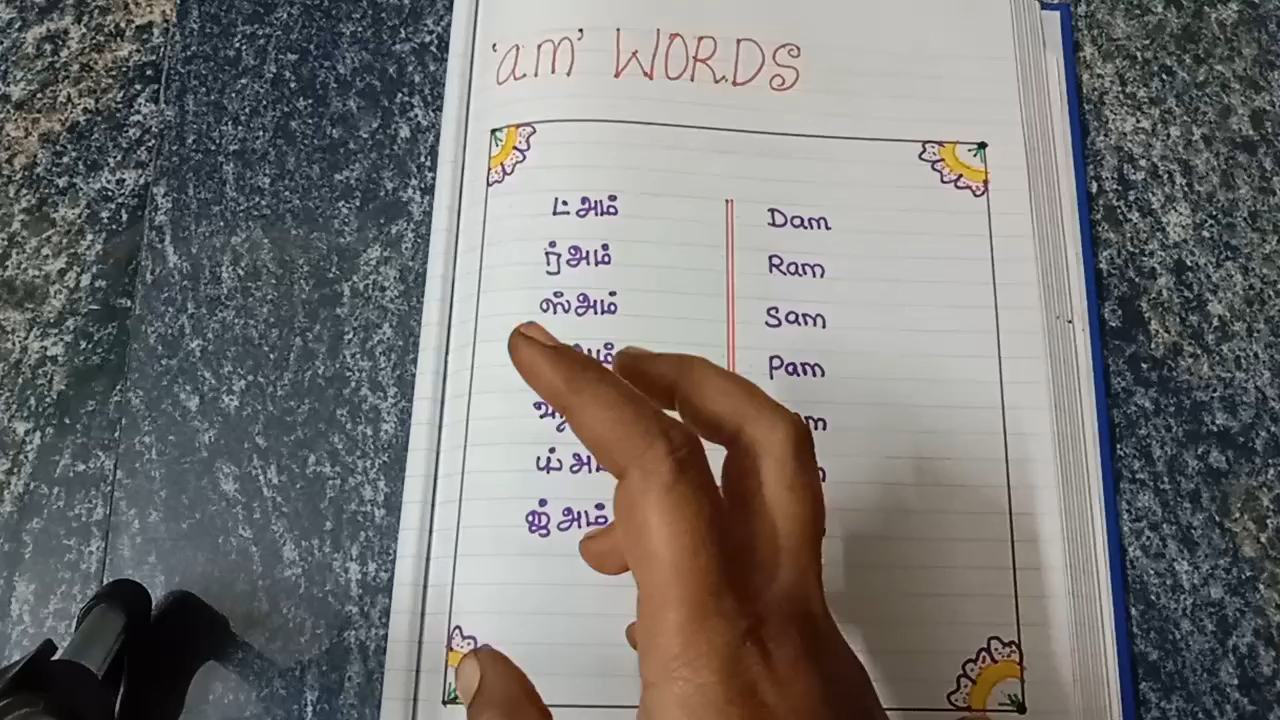 'am' WORDS
ட்அம் Dam
ர்அம் Ram
ஸ்அம் Sam
Pam
ஜ்அம்